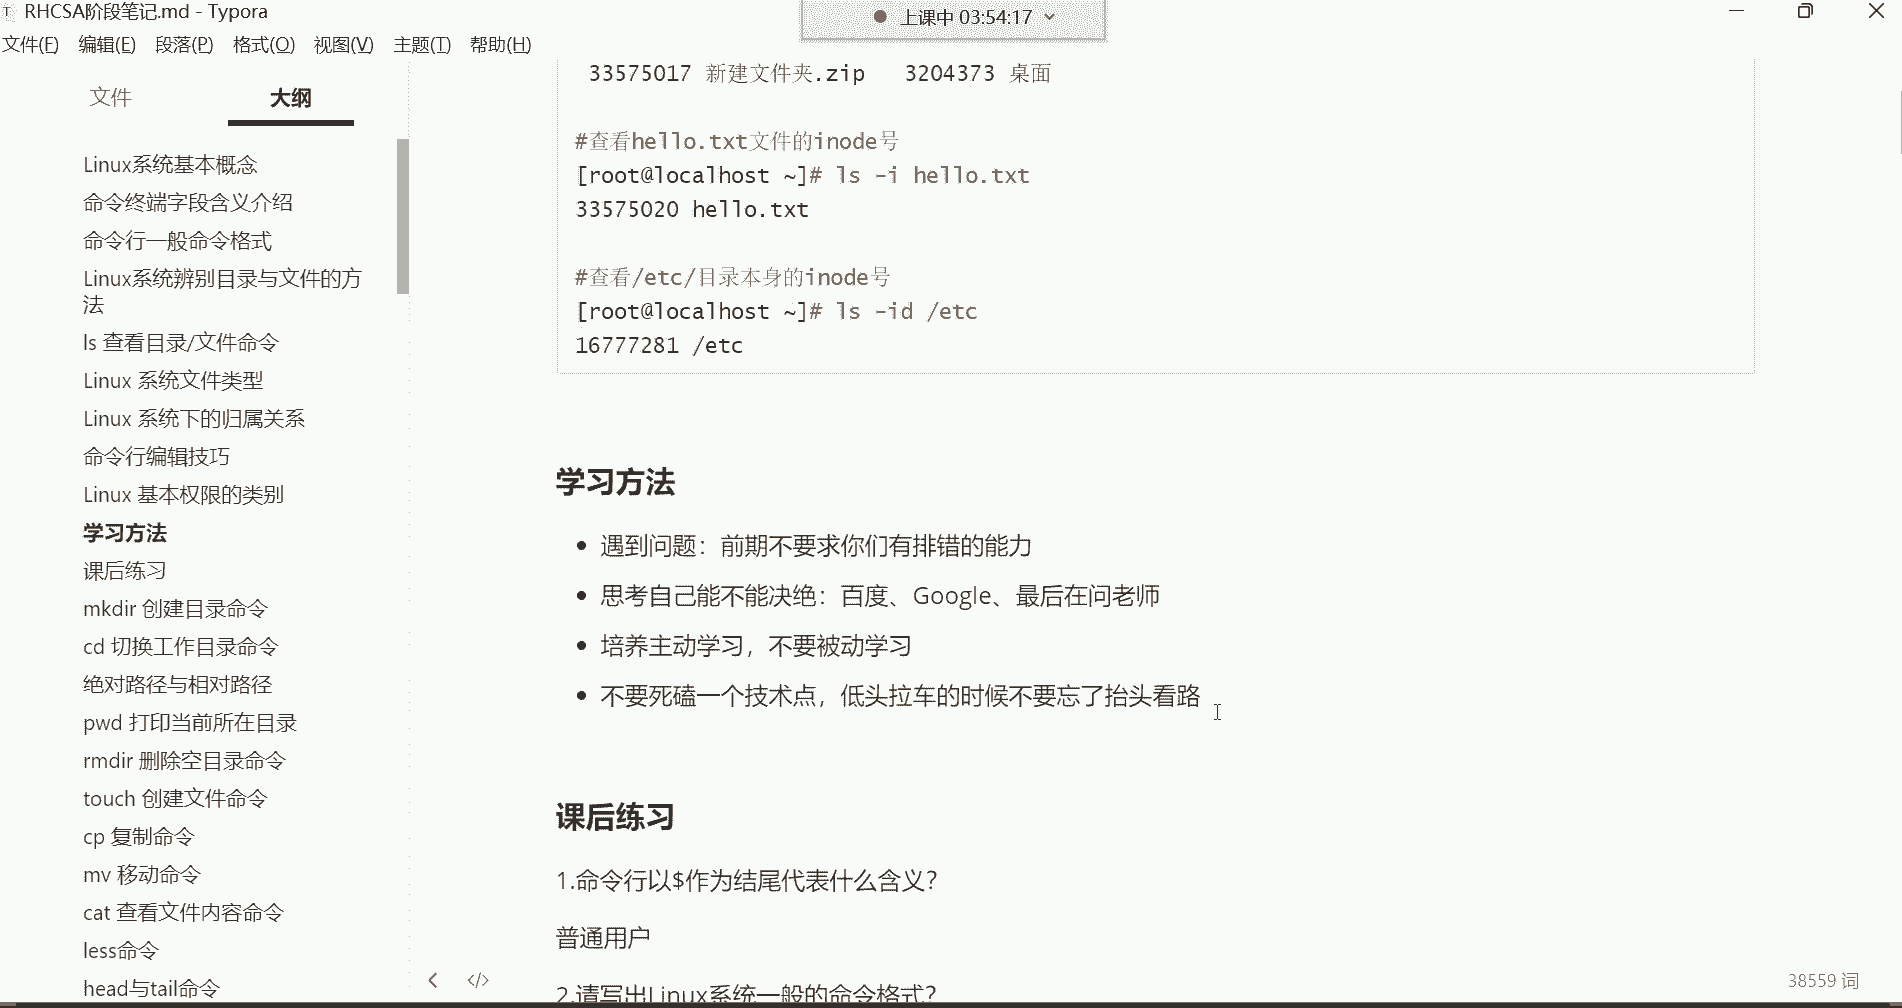 RHCSA阶段笔记.md - Typora
上课中 03:54:17
文件(F) 编辑(E) 段落(P) 格式(O) 视图(V) 主题(T) 帮助(H)
文件 大纲
Linux系统基本概念
命令终端字段含义介绍
命令行一般命令格式
Linux系统辨别目录与文件的方
法
ls 查看目录/文件命令
Linux 系统文件类型
Linux 系统下的归属关系
命令行编辑技巧
Linux 基本权限的类别
学习方法
课后练习
mkdir 创建目录命令
cd 切换工作目录命令
绝对路径与相对路径
pwd 打印当前所在目录
rmdir 删除空目录命令
touch 创建文件命令
cp 复制命令
mv 移动命令
cat 查看文件内容命令
less命令
head与tail命令
33575017 新建文件夹.zip 3204373 桌面
#查看hello.txt文件的inode号
[root@localhost ~]# ls -i hello.txt
33575020 hello.txt
#查看/etc/目录本身的inode号
[root@localhost ~]# ls -id /etc
16777281 /etc
学习方法
遇到问题：前期不要求你们有排错的能力
思考自己能不能决绝：百度、Google、最后在问老师
培养主动学习，不要被动学习
不要死磕一个技术点，低头拉车的时候不要忘了抬头看路
课后练习
1.命令行以$作为结尾代表什么含义？
普通用户
2.请写出Linux系统一般的命令格式？
38559 词